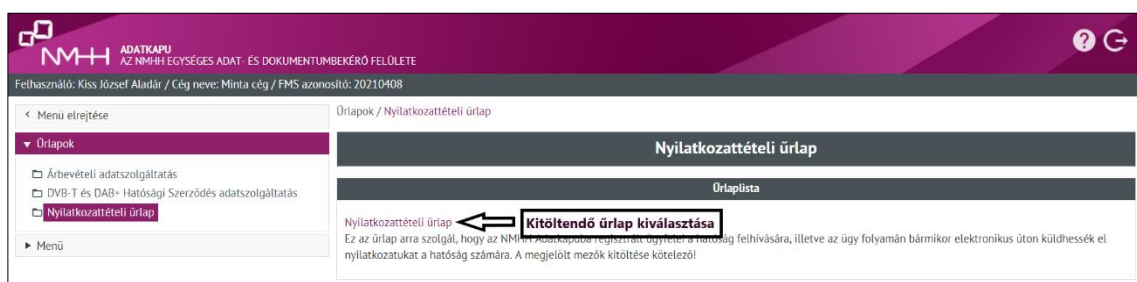 NMHH
ADATKAPU
AZ NMHH EGYSÉGES ADAT- ÉS DOKUMENTUMBEKÉRŐ FELÜLETE
?
Felhasználó: Kiss József Aladár / Cég neve: Minta cég / FMS azonosító: 20210408
< Menü elrejtése
Űrlapok / Nyilatkozattételi űrlap
Űrlapok
Nyilatkozattételi űrlap
Árbevételi adatszolgáltatás
DVB-T és DAB+ Hatósági Szerződés adatszolgáltatás
Nyilatkozattételi űrlap
Menü
Űrlaplista
Nyilatkozattételi űrlap
Kitöltendő űrlap kiválasztása
Ez az űrlap arra szolgál, hogy az NMHH Adatkapuba regisztrált ügyfelei a hatóság felhívására, illetve az ügy folyamán bármikor elektronikus úton küldhessék el
nyilatkozatukat a hatóság számára. A megjelölt mezők kitöltése kötelező!